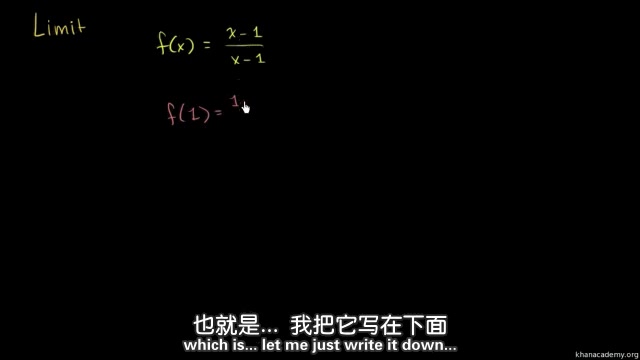 Limit
f(x) = x-1 / x-1
f(1) = 1
也就是... 我把它写在下面
which is... let me just write it down...
khanacademy.org